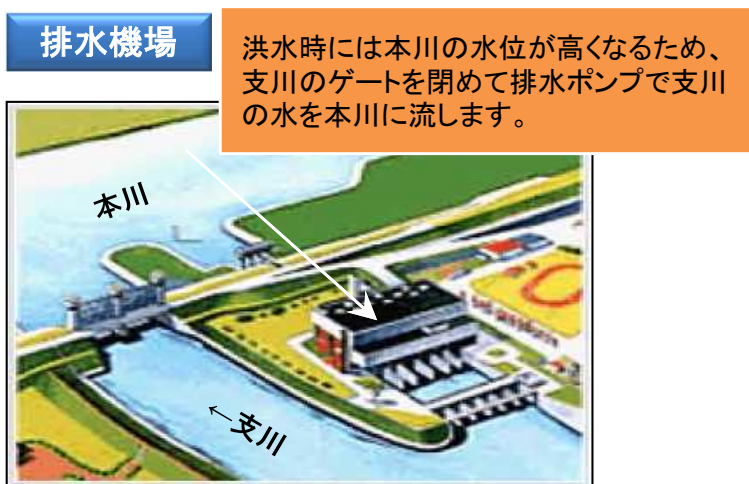 排水機場
洪水時には本川の水位が高くなるため、
支川のゲートを閉めて排水ポンプで支川
の水を本川に流します。
本川
←支川